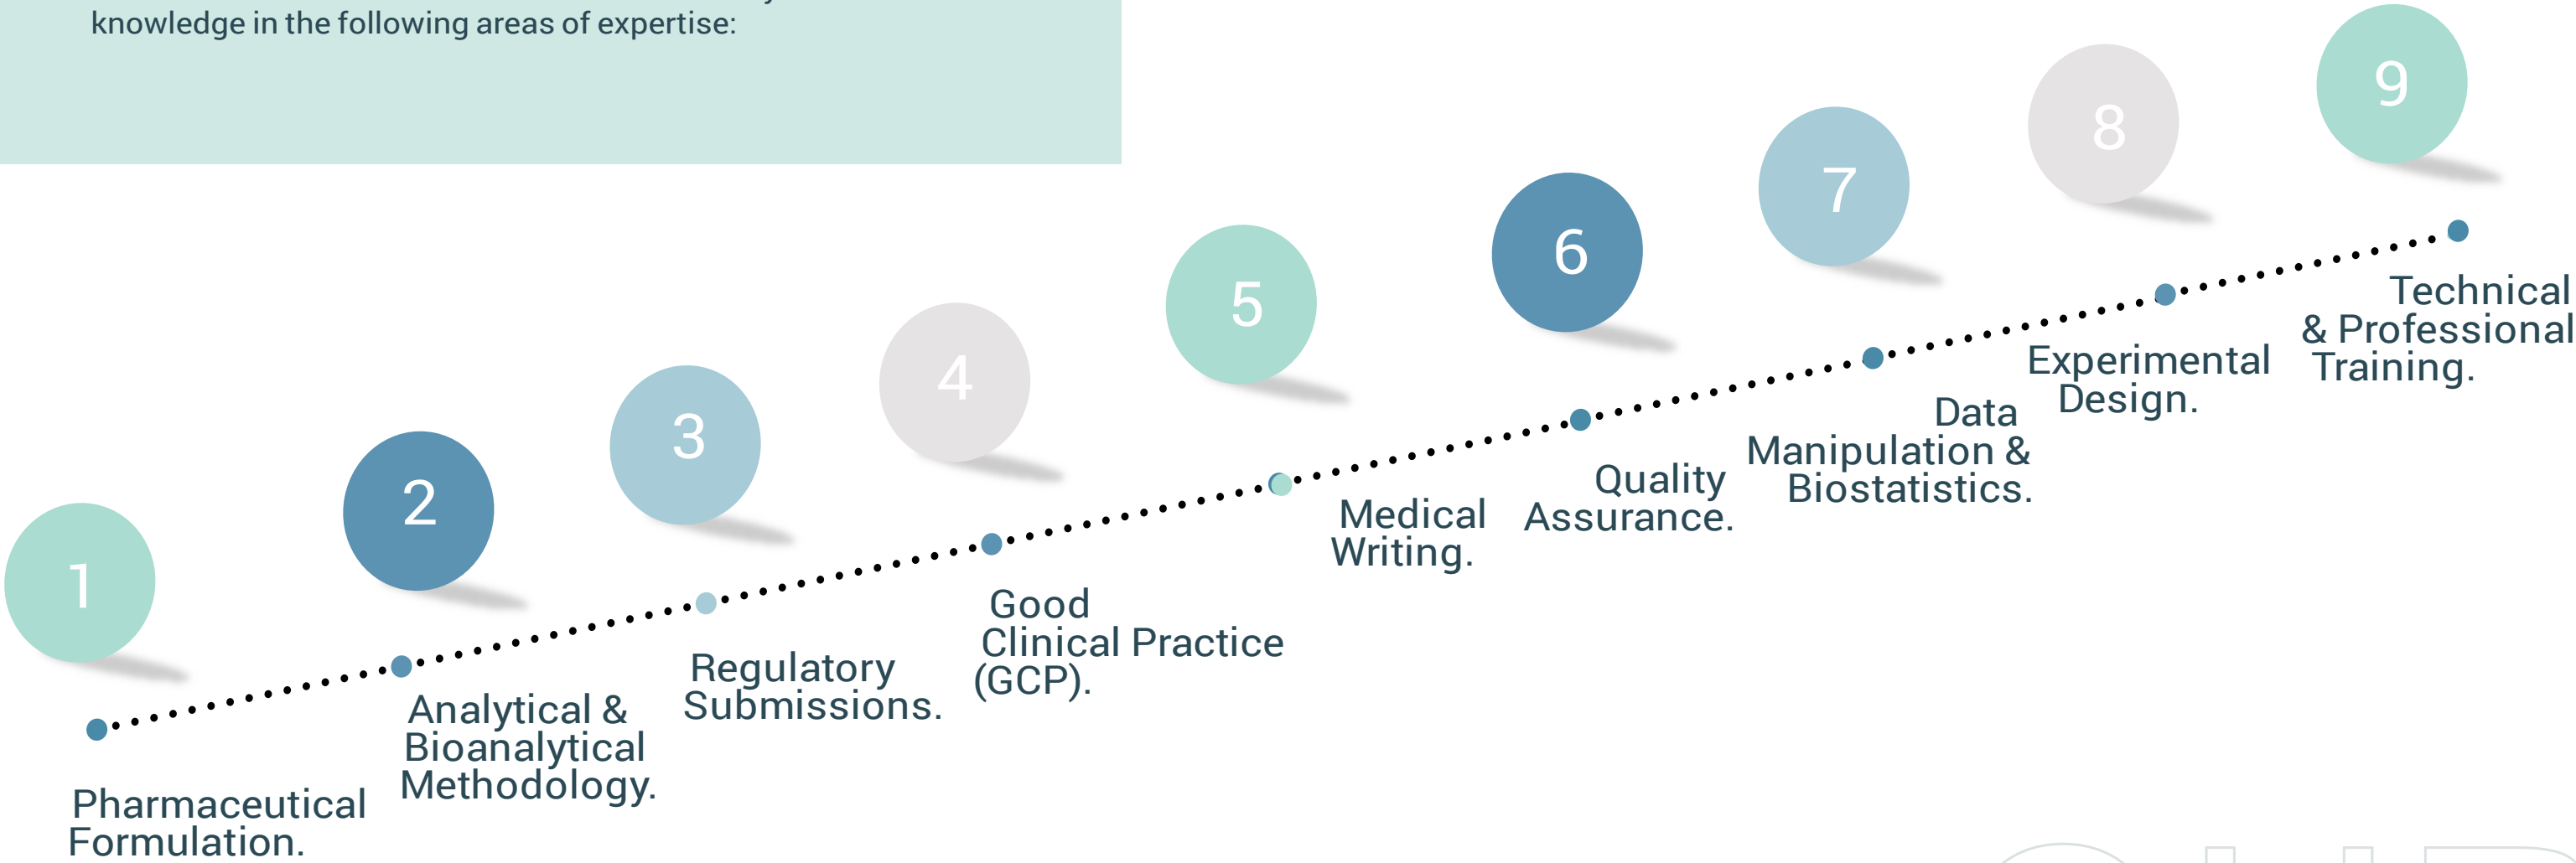 knowledge in the following areas of expertise:
1
2
3
4
5
6
7
8
9
Pharmaceutical
Formulation.
Analytical &
Bioanalytical
Methodology.
Regulatory
Submissions.
Good
Clinical Practice
(GCP).
Medical
Writing.
Quality
Assurance.
Data
Manipulation &
Biostatistics.
Experimental
Design.
Technical
& Professional
Training.